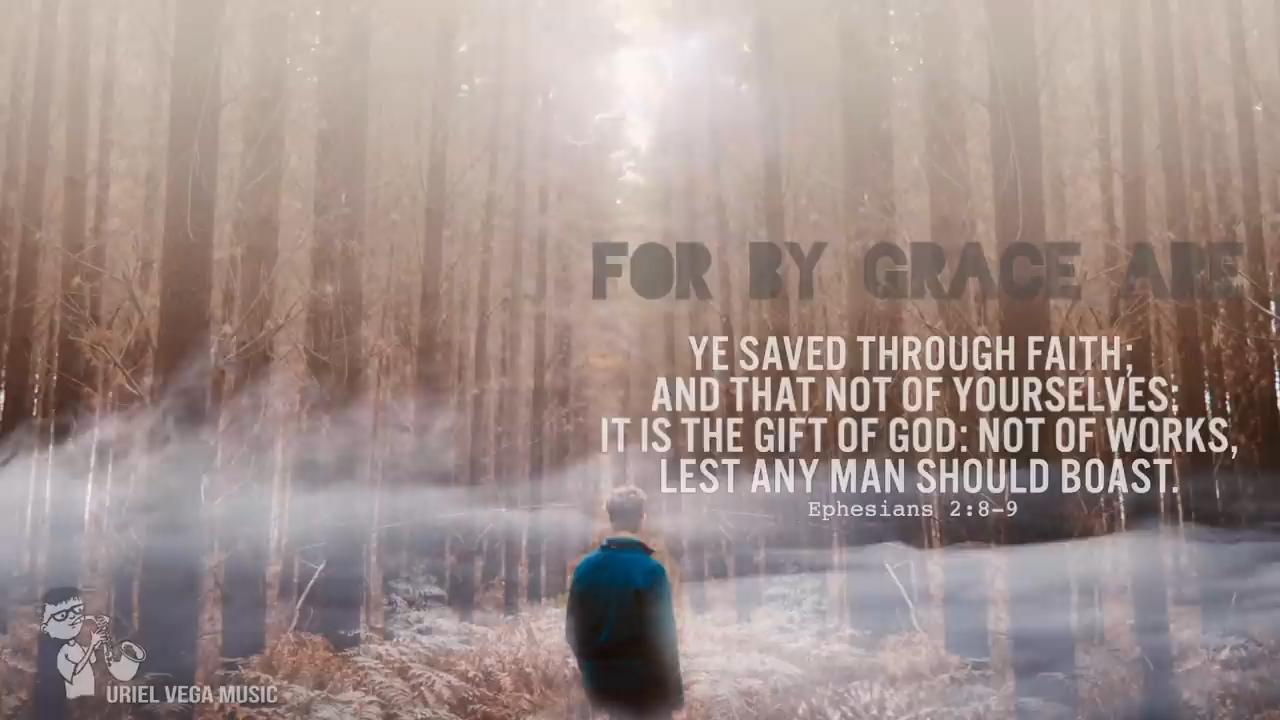 FOR BY GRACE ARE
YE SAVED THROUGH FAITH;
AND THAT NOT OF YOURSELVES:
IT IS THE GIFT OF GOD: NOT OF WORKS,
LEST ANY MAN SHOULD BOAST.
Ephesians 2:8-9
URIEL VEGA MUSIC